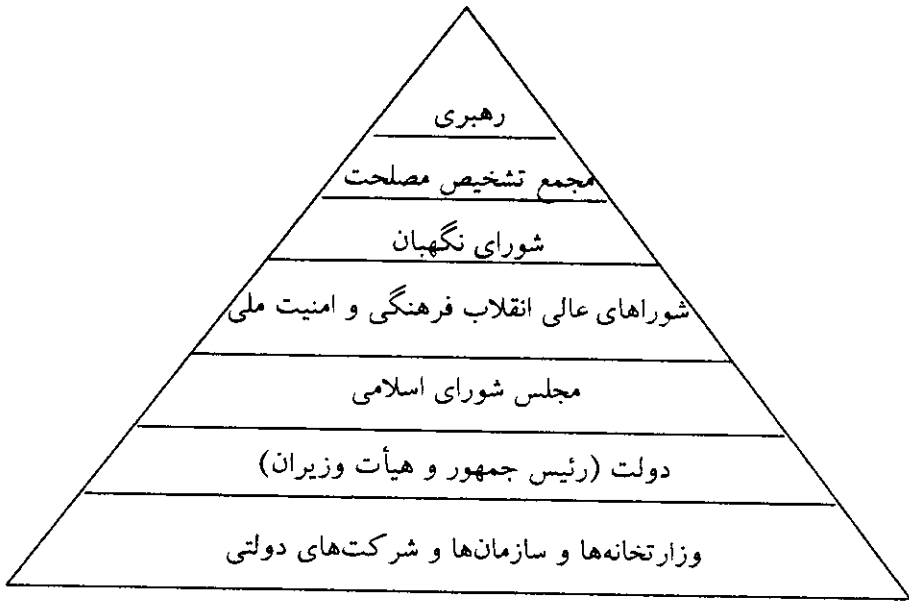 رهبری
مجمع تشخیص مصلحت
شورای نگهبان
شوراهای عالی انقلاب فرهنگی و امنیت ملی
مجلس شورای اسلامی
دولت (رئیس جمهور و هیأت وزیران)
وزارتخانه‌ها و سازمان‌ها و شرکت‌های دولتی